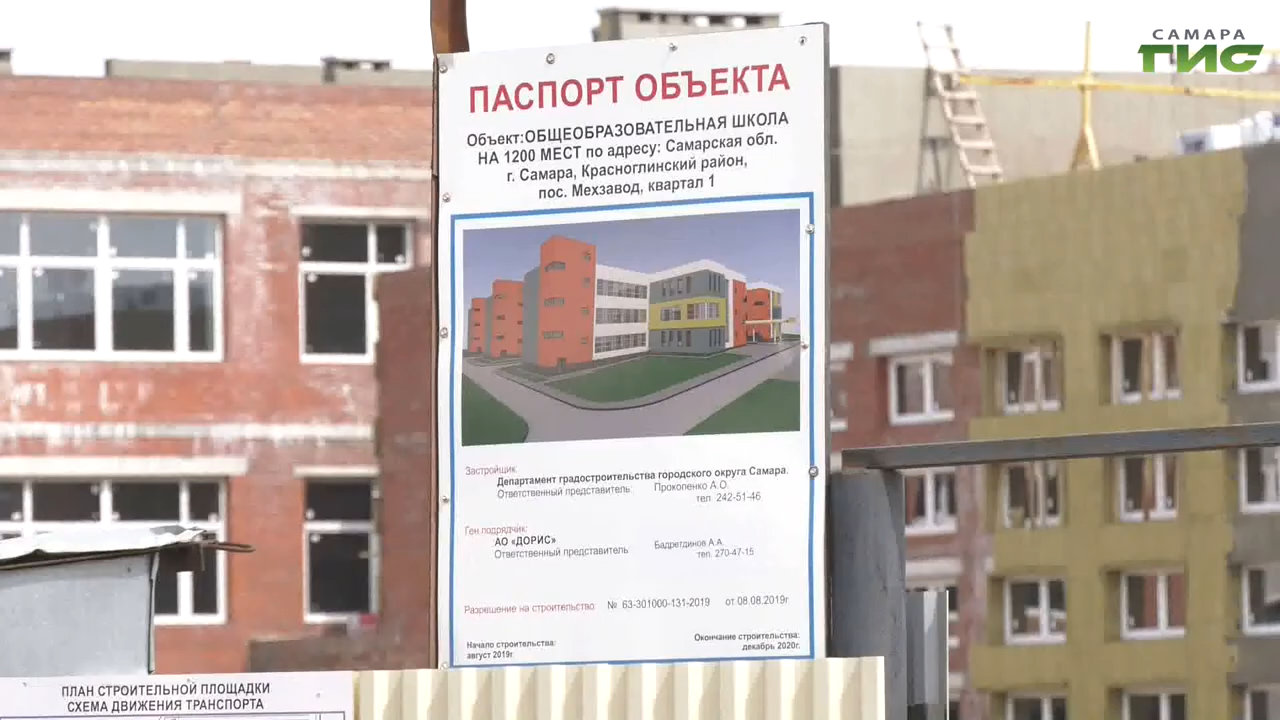 САМАРА
ГИС
ПАСПОРТ ОБЪЕКТА
Объект:ОБЩЕОБРАЗОВАТЕЛЬНАЯ ШКОЛА
НА 1200 МЕСТ по адресу: Самарская обл.
г. Самара, Красноглинский район,
пос. Мехзавод, квартал 1
Застройщик:
Департамент градостроительства городского округа Самара.
Ответственный представитель Прокопенко А.О.
тел 242-51-46
Ген подрядчик:
АО «ДОРИС»
Ответственный представитель Бадретдинов А.А.
тел. 270-47-15
Разрешение на строительство: № 63-301000-131-2019 от 08.08.2019г
Начало строительства:
август 2019г
Окончание строительства:
декабрь 2020г.
ПЛАН СТРОИТЕЛЬНОЙ ПЛОЩАДКИ
СХЕМА ДВИЖЕНИЯ ТРАНСПОРТА